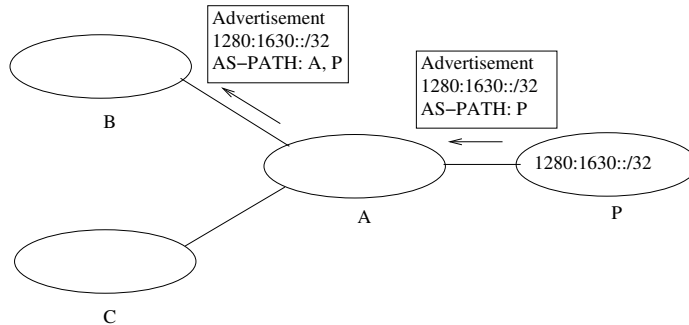 Advertisement
1280:1630::/32
AS−PATH: A, P
Advertisement
1280:1630::/32
AS−PATH: P
B
1280:1630::/32
A
P
C